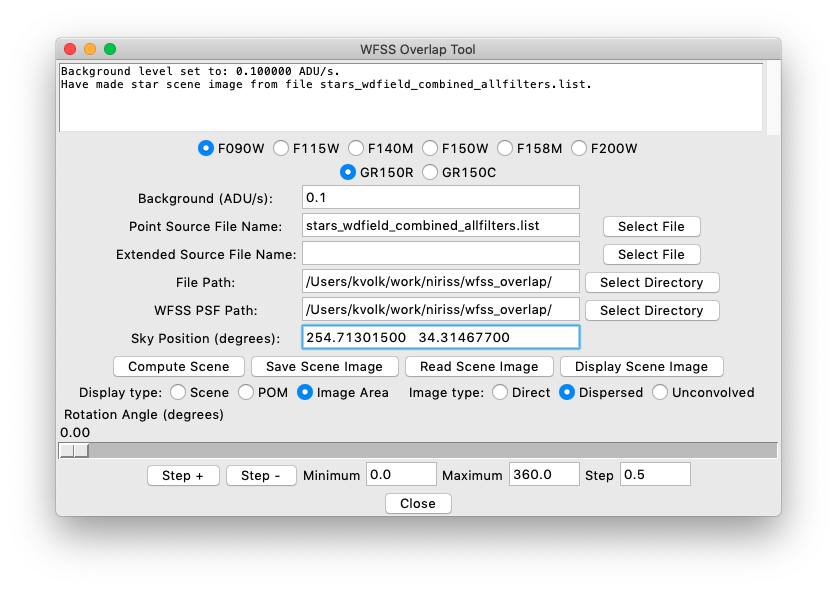 WFSS Overlap Tool
Background level set to: 0.100000 ADU/s.
Have made star scene image from file stars_wdfield_combined_allfilters.list.
F090W F115W F140M F150W F158M F200W
GR150R GR150C
Background (ADU/s): 0.1
Point Source File Name: stars_wdfield_combined_allfilters.list Select File
Extended Source File Name: Select File
File Path: /Users/kvolk/work/niriss/wfss_overlap/ Select Directory
WFSS PSF Path: /Users/kvolk/work/niriss/wfss_overlap/ Select Directory
Sky Position (degrees): 254.71301500 34.31467700
Compute Scene Save Scene Image Read Scene Image Display Scene Image
Display type: Scene POM Image Area Image type: Direct Dispersed Unconvolved
Rotation Angle (degrees)
0.00
Step + Step - Minimum 0.0 Maximum 360.0 Step 0.5
Close